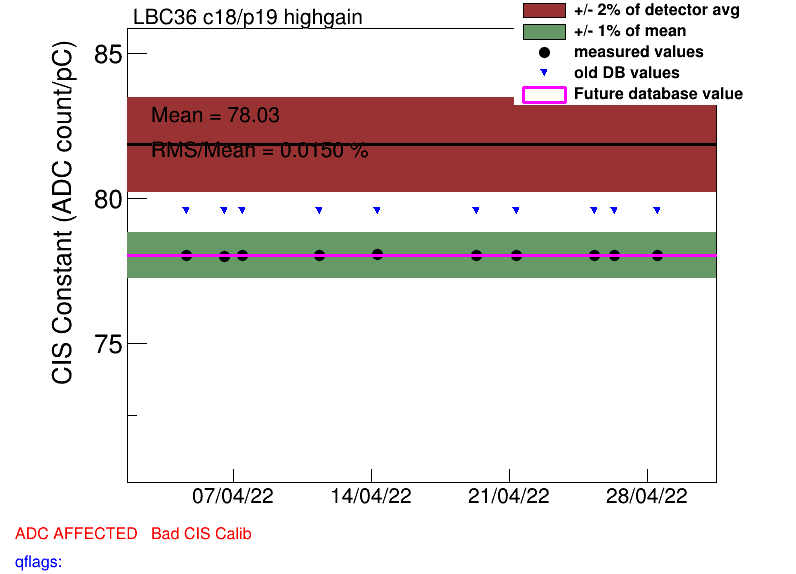 LBC36 c18/p19 highgain
+/- 2% of detector avg
+/- 1% of mean
measured values
old DB values
Future database value
CIS Constant (ADC count/pC)
85
Mean = 78.03
RMS/Mean = 0.0150 %
80
75
07/04/22 14/04/22 21/04/22 28/04/22
ADC AFFECTED Bad CIS Calib
qflags: